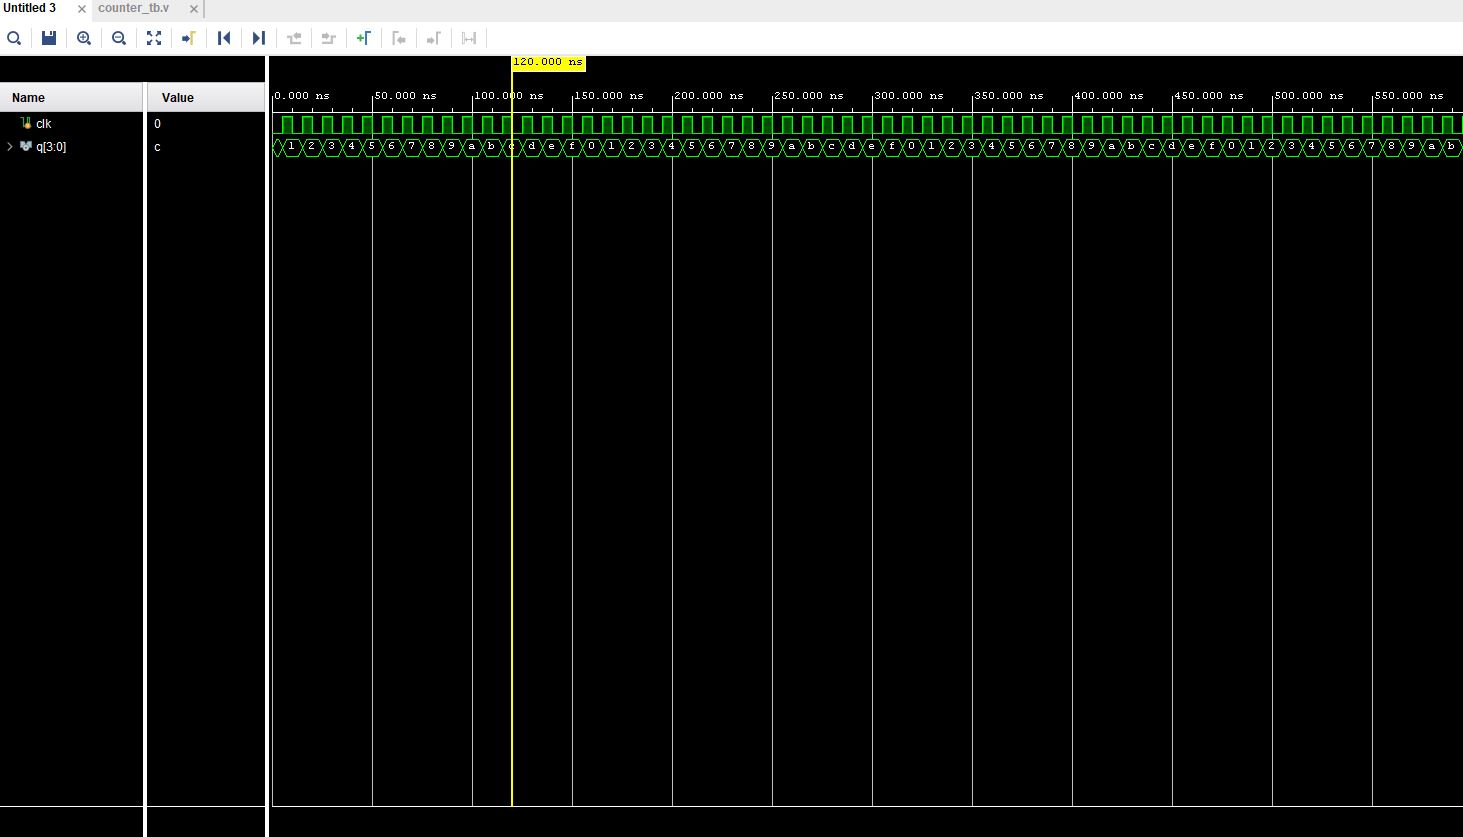 Untitled 3 counter_tb.v
120.000 ns
Name Value
0.000 ns 50.000 ns 100.000 ns 150.000 ns 200.000 ns 250.000 ns 300.000 ns 350.000 ns 400.000 ns 450.000 ns 500.000 ns 550.000 ns
clk 0
q[3:0] c 1 2 3 4 5 6 7 8 9 a b c d e f 0 1 2 3 4 5 6 7 8 9 a b c d e f 0 1 2 3 4 5 6 7 8 9 a b c d e f 0 1 2 3 4 5 6 7 8 9 a b